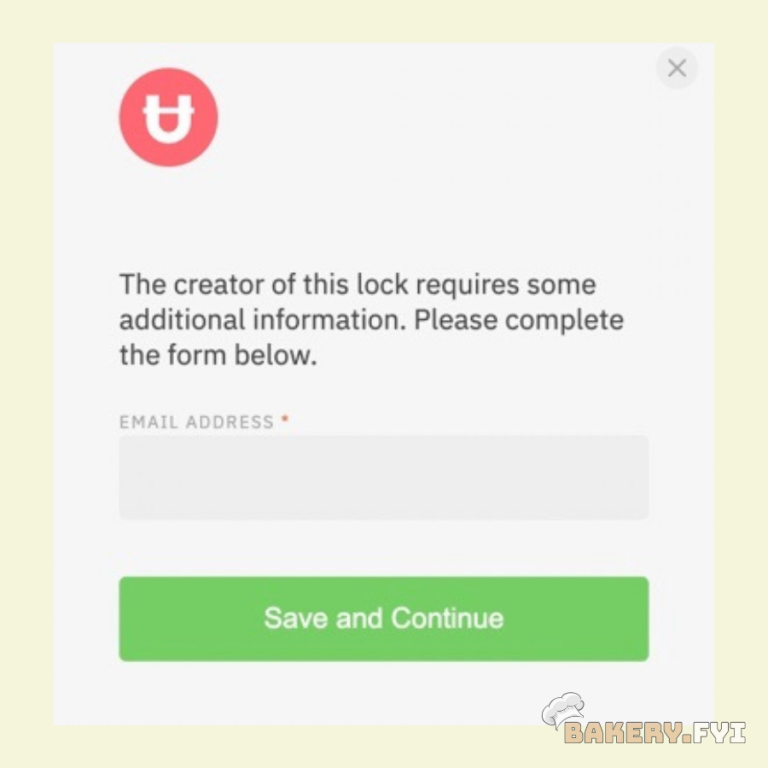 The creator of this lock requires some
additional information. Please complete
the form below.
EMAIL ADDRESS *
Save and Continue
BAKERY.FYI